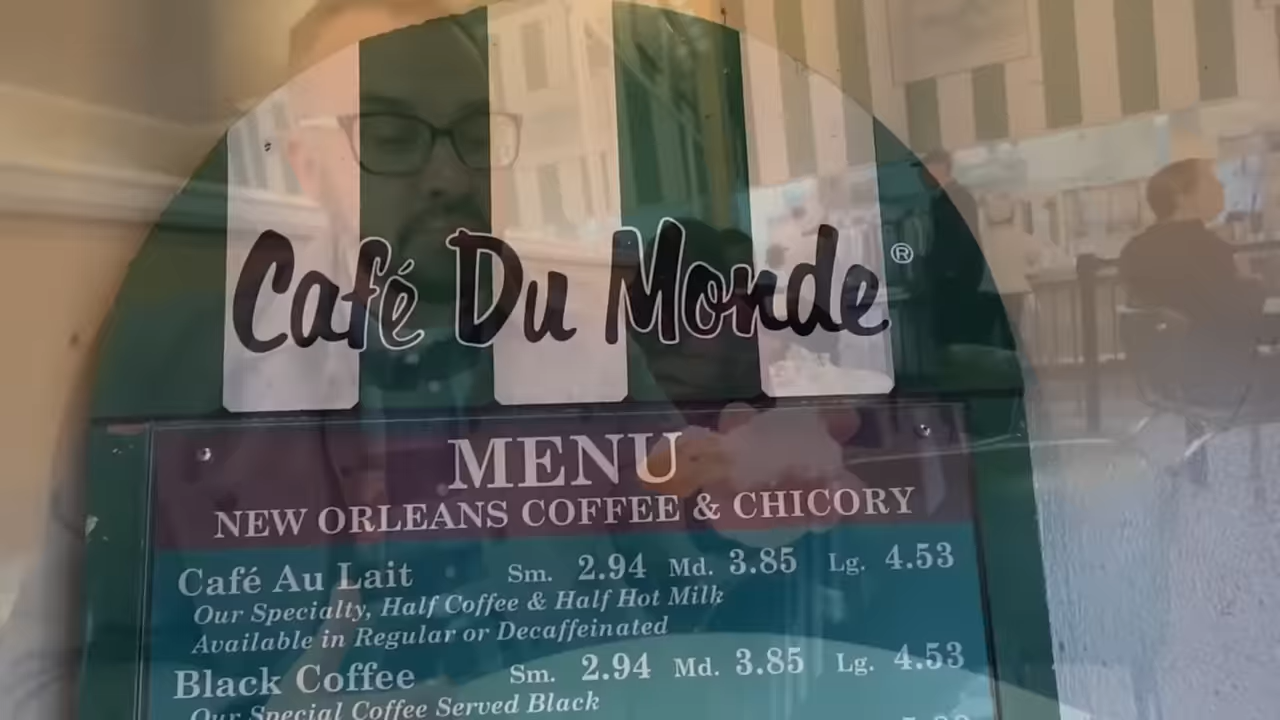 Café Du Monde®
MENU
NEW ORLEANS COFFEE & CHICORY
Café Au Lait Sm. 2.94 Md. 3.85 Lg. 4.53
Our Specialty, Half Coffee & Half Hot Milk
Available in Regular or Decaffeinated
Black Coffee Sm. 2.94 Md. 3.85 Lg. 4.53
Our Special Coffee Served Black